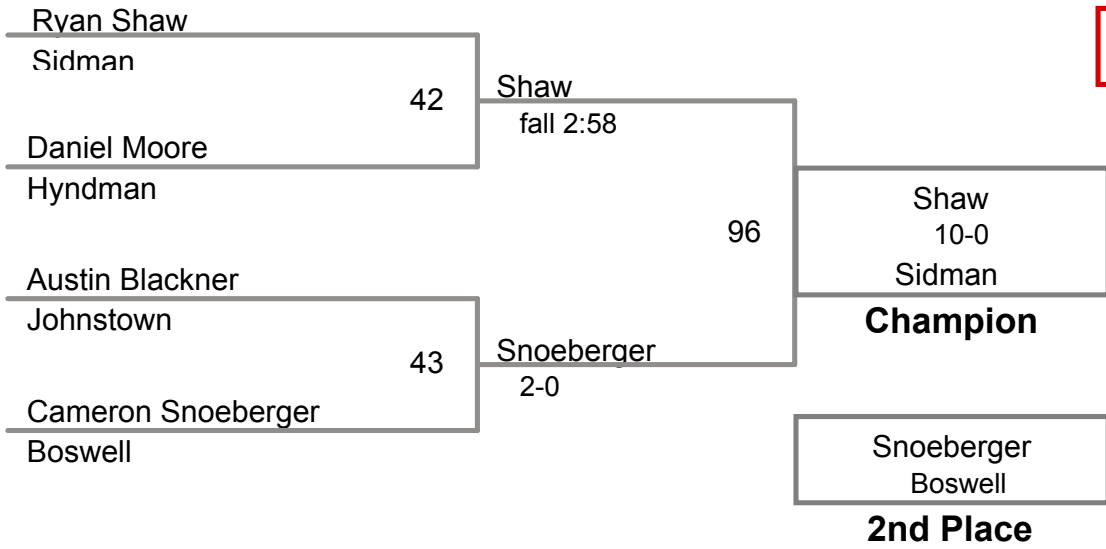 Ryan Shaw
Sidman
42
Shaw
fall 2:58
Daniel Moore
Hyndman
96
Shaw
10-0
Sidman
Champion
Austin Blackner
Johnstown
43
Snoeberger
2-0
Cameron Snoeberger
Boswell
Snoeberger
Boswell
2nd Place